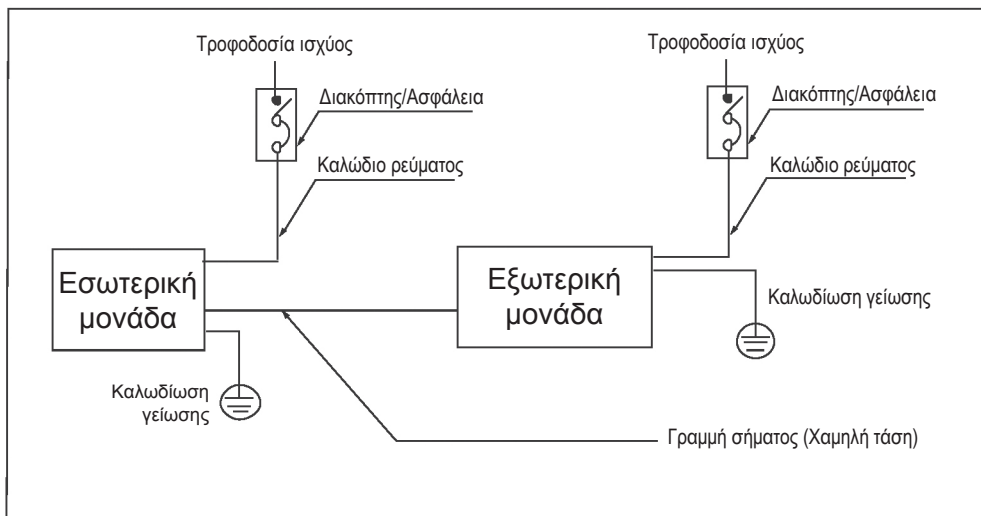 Τροφοδοσία ισχύος
Τροφοδοσία ισχύος
Διακόπτης/Ασφάλεια
Διακόπτης/Ασφάλεια
Καλώδιο ρεύματος
Καλώδιο ρεύματος
Εσωτερική
μονάδα
Εξωτερική
μονάδα
Καλωδίωση γείωσης
Καλωδίωση
γείωσης
Γραμμή σήματος (Χαμηλή τάση)